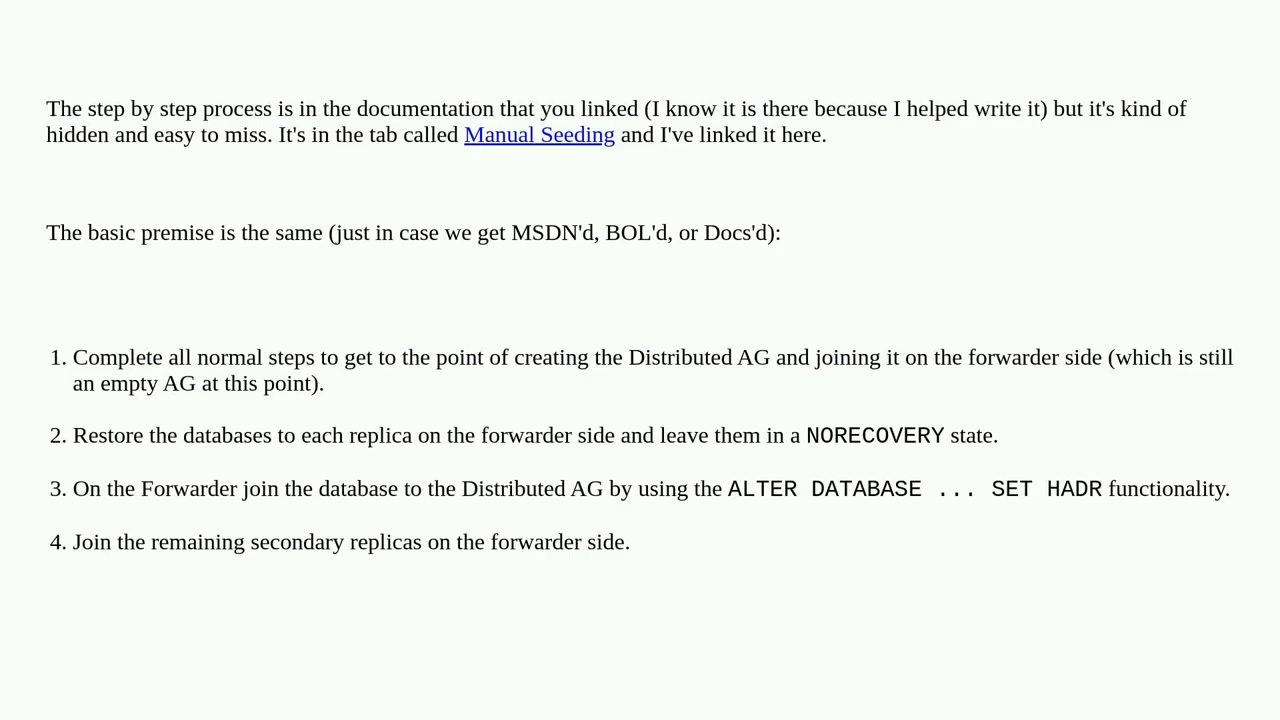 The step by step process is in the documentation that you linked (I know it is there because I helped write it) but it's kind of
hidden and easy to miss. It's in the tab called Manual Seeding and I've linked it here.
The basic premise is the same (just in case we get MSDN'd, BOL'd, or Docs'd):
1. Complete all normal steps to get to the point of creating the Distributed AG and joining it on the forwarder side (which is still
an empty AG at this point).
2. Restore the databases to each replica on the forwarder side and leave them in a NORECOVERY state.
3. On the Forwarder join the database to the Distributed AG by using the ALTER DATABASE ... SET HADR functionality.
4. Join the remaining secondary replicas on the forwarder side.